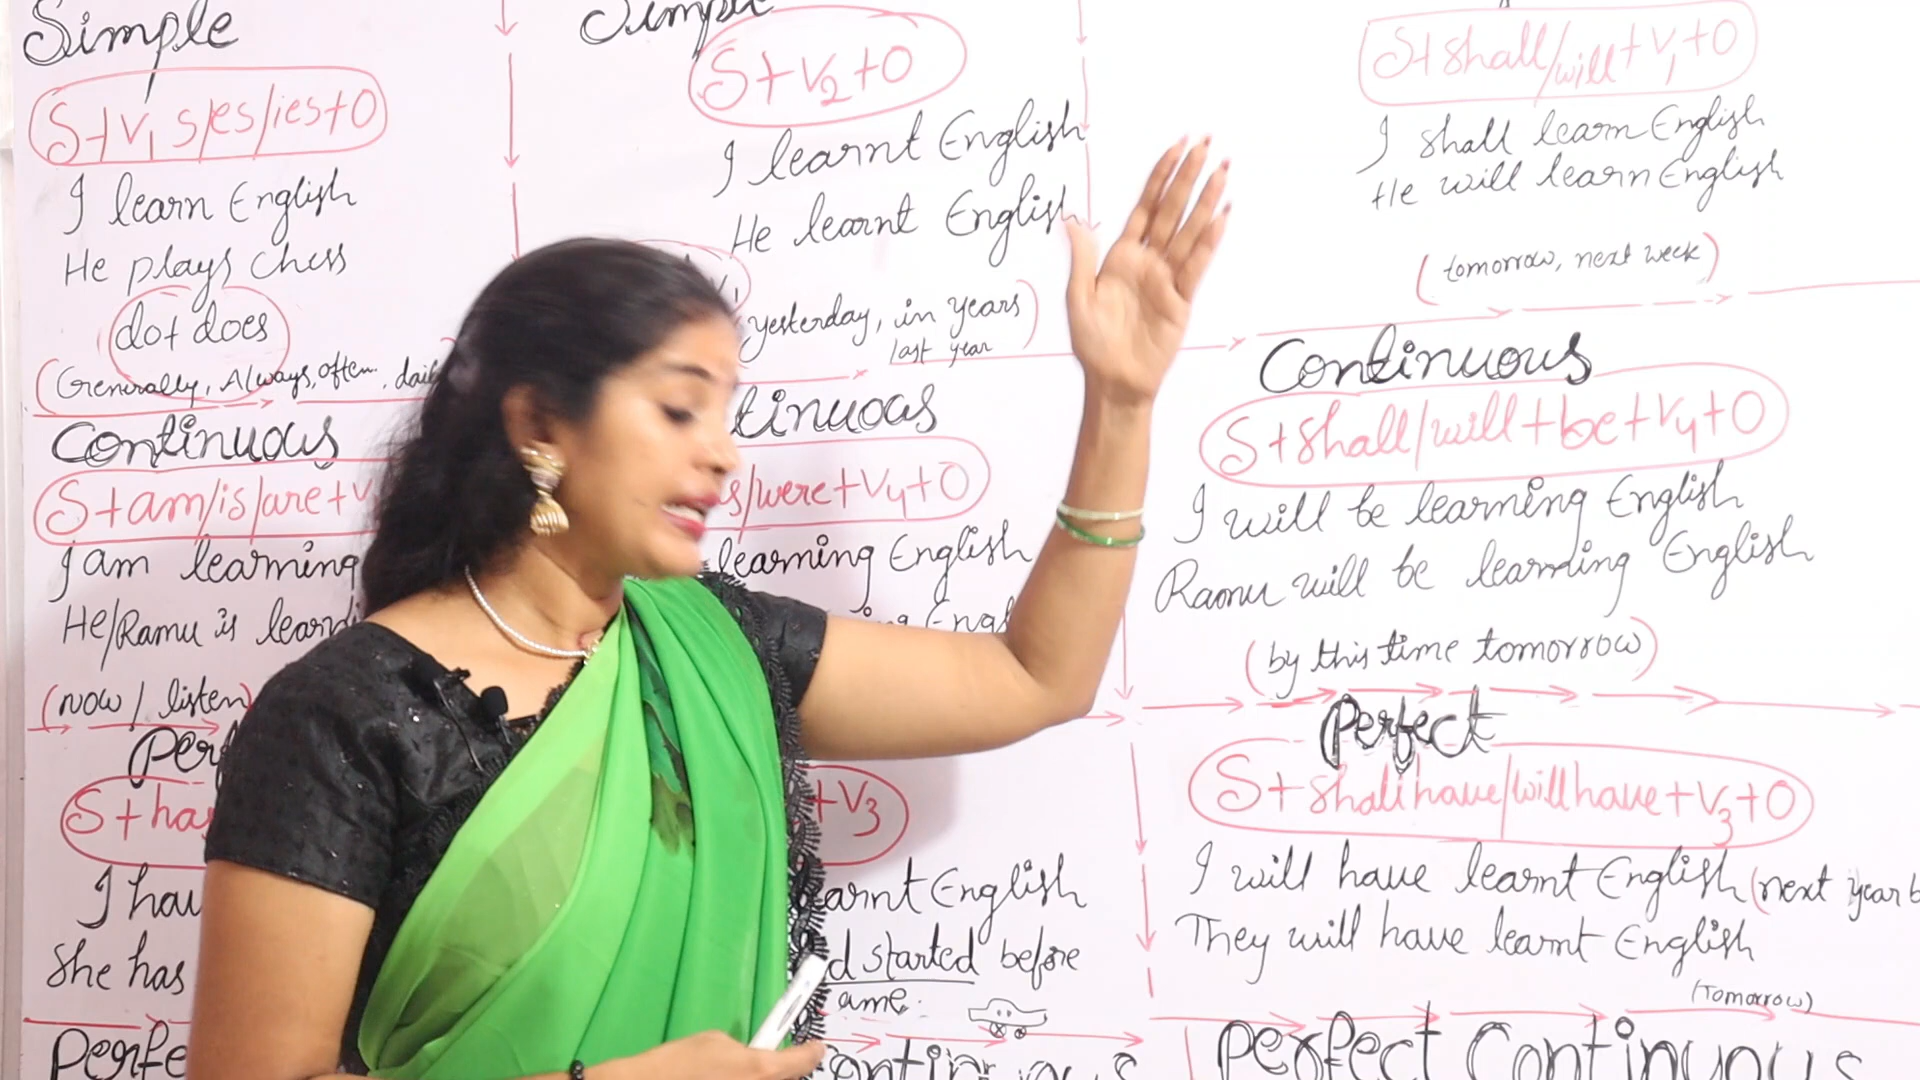 Simple
S+V1 s/es/ies+O
I learn English
He plays chess
do+does
(Generally, Always, often, daily
Continuous
S+am/is/are+V
I am learning
He/Ramu is
(now / listen)
S+has
I
She has
Simple
S+V2+O
I learnt English
He learnt English
yesterday, in years)
last year
/were+V4+O
learning English
+V3
English
started before
S+shall/will+V1+O
I shall learn English
He will learn English
(tomorrow, next week)
Continuous
S+shall/will+be+V4+O
I will be learning English
Ramu will be learning English
(by this time tomorrow)
Perfect
S+shall have/will have+V3+O
I will have learnt English (next year
They will have learnt English
(Tomorrow)
Perfect Continuous